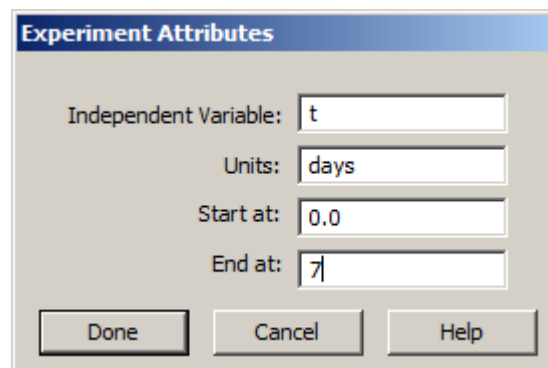 Experiment Attributes
Independent Variable: t
Units: days
Start at: 0.0
End at: 7
Done Cancel Help